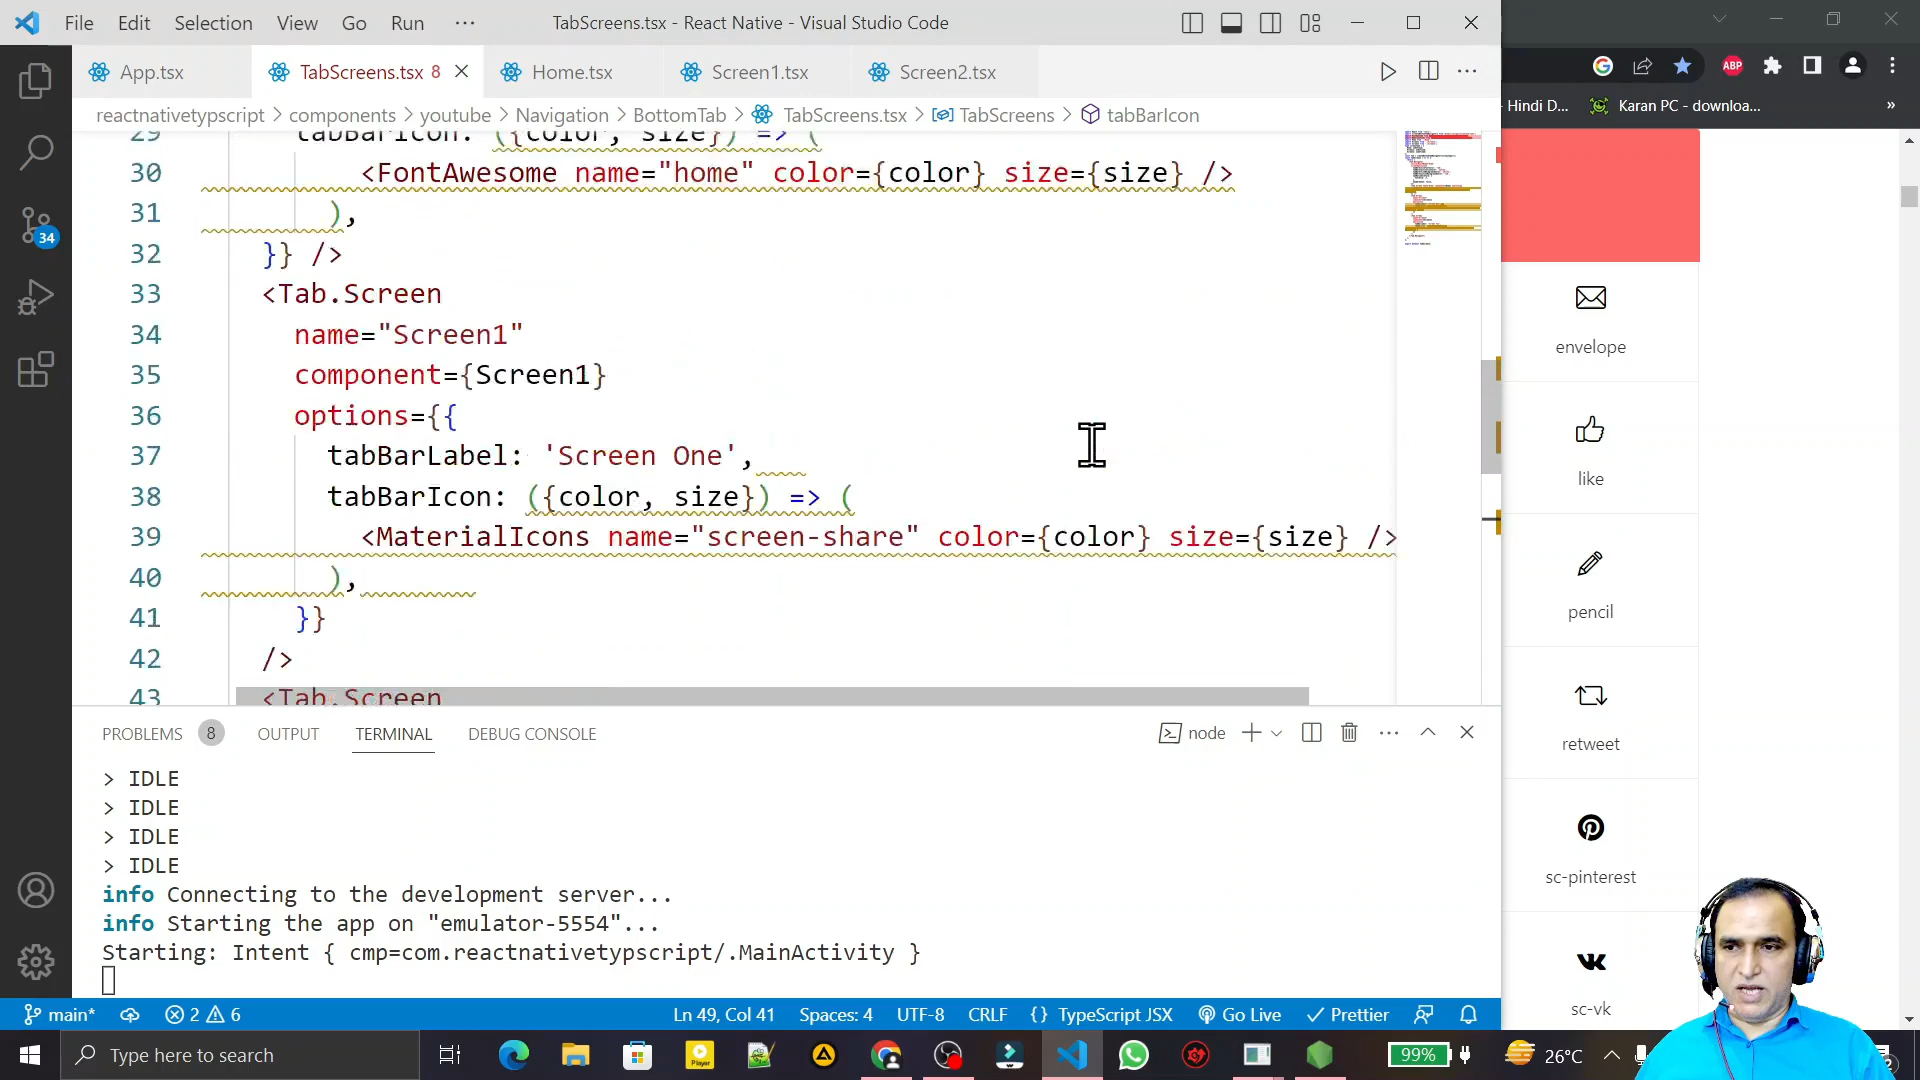 File Edit Selection View Go Run ··· TabScreens.tsx - React Native - Visual Studio Code
App.tsx TabScreens.tsx 8 Home.tsx Screen1.tsx Screen2.tsx
reactnativetypscript > components > youtube > Navigation > BottomTab > TabScreens.tsx > TabScreens > tabBarIcon
29 tabBarIcon: ({color, size}) => (
30 <FontAwesome name="home" color={color} size={size} />
31 ),
32 }} />
33 <Tab.Screen
34 name="Screen1"
35 component={Screen1}
36 options={{
37 tabBarLabel: 'Screen One',
38 tabBarIcon: ({color, size}) => (
39 <MaterialIcons name="screen-share" color={color} size={size} />
40 ),
41 }}
42 />
43 <Tab.Screen
PROBLEMS 8 OUTPUT TERMINAL DEBUG CONSOLE node
> IDLE
> IDLE
> IDLE
> IDLE
info Connecting to the development server...
info Starting the app on "emulator-5554"...
Starting: Intent { cmp=com.reactnativetypscript/.MainActivity }
34
main* 2 6 Ln 49, Col 41 Spaces: 4 UTF-8 CRLF {} TypeScript JSX Go Live Prettier
Type here to search Player 99% 26°C
ABP
- Hindi D... Karan PC - downloa... »
envelope
like
pencil
retweet
sc-pinterest
sc-vk